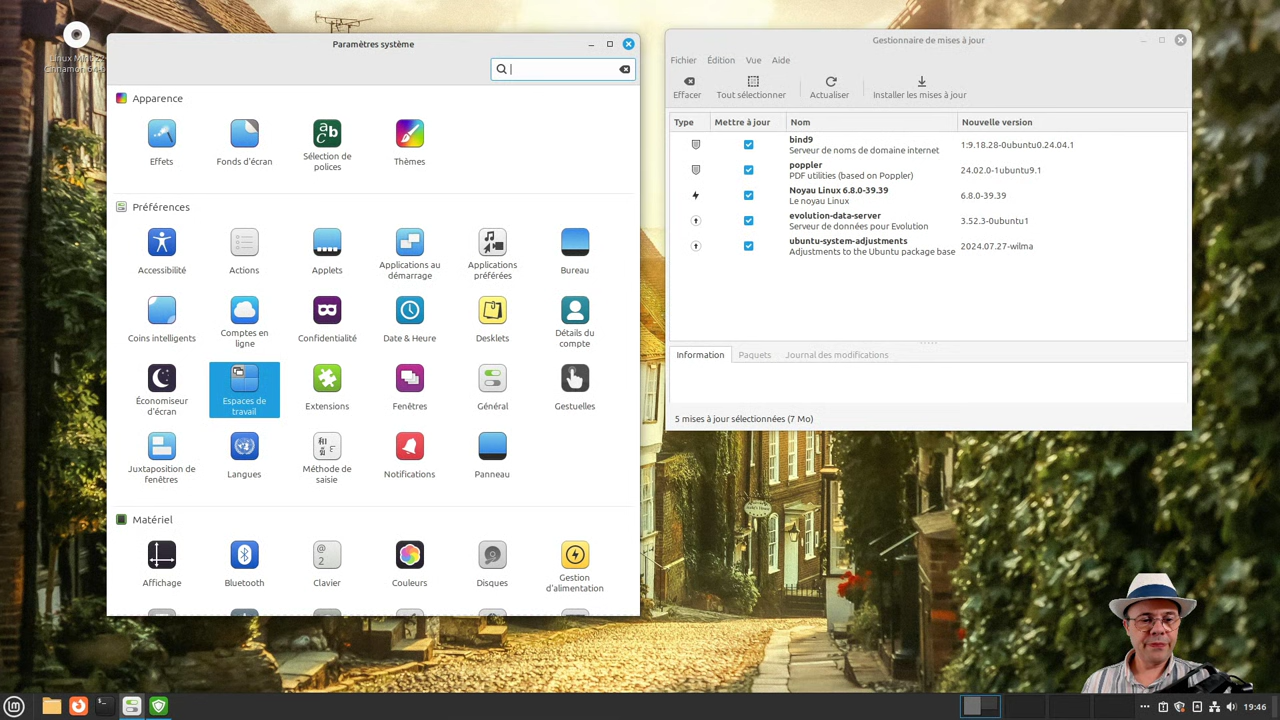 Linux Mint 22
Cinnamon 64-b
Paramètres système
Apparence
Effets
Fonds d'écran
Sélection de
polices
Thèmes
Préférences
Accessibilité
Actions
Applets
Applications au
démarrage
Applications
préférées
Bureau
Coins intelligents
Comptes en
ligne
Confidentialité
Date & Heure
Desklets
Détails du
compte
Économiseur
d'écran
Espaces de
travail
Extensions
Fenêtres
Général
Gestuelles
Juxtaposition de
fenêtres
Langues
Méthode de
saisie
Notifications
Panneau
Matériel
Affichage
Bluetooth
Clavier
Couleurs
Disques
Gestion
d'alimentation
Gestionnaire de mises à jour
Fichier Édition Vue Aide
Effacer Tout sélectionner Actualiser Installer les mises à jour
Type Mettre à jour Nom Nouvelle version
bind9
Serveur de noms de domaine internet
1:9.18.28-0ubuntu0.24.04.1
poppler
PDF utilities (based on Poppler)
24.02.0-1ubuntu9.1
Noyau Linux 6.8.0-39.39
Le noyau Linux
6.8.0-39.39
evolution-data-server
Serveur de données pour Evolution
3.52.3-0ubuntu1
ubuntu-system-adjustments
Adjustments to the Ubuntu package base
2024.07.27-wilma
Information Paquets Journal des modifications
5 mises à jour sélectionnées (7 Mo)
19:46